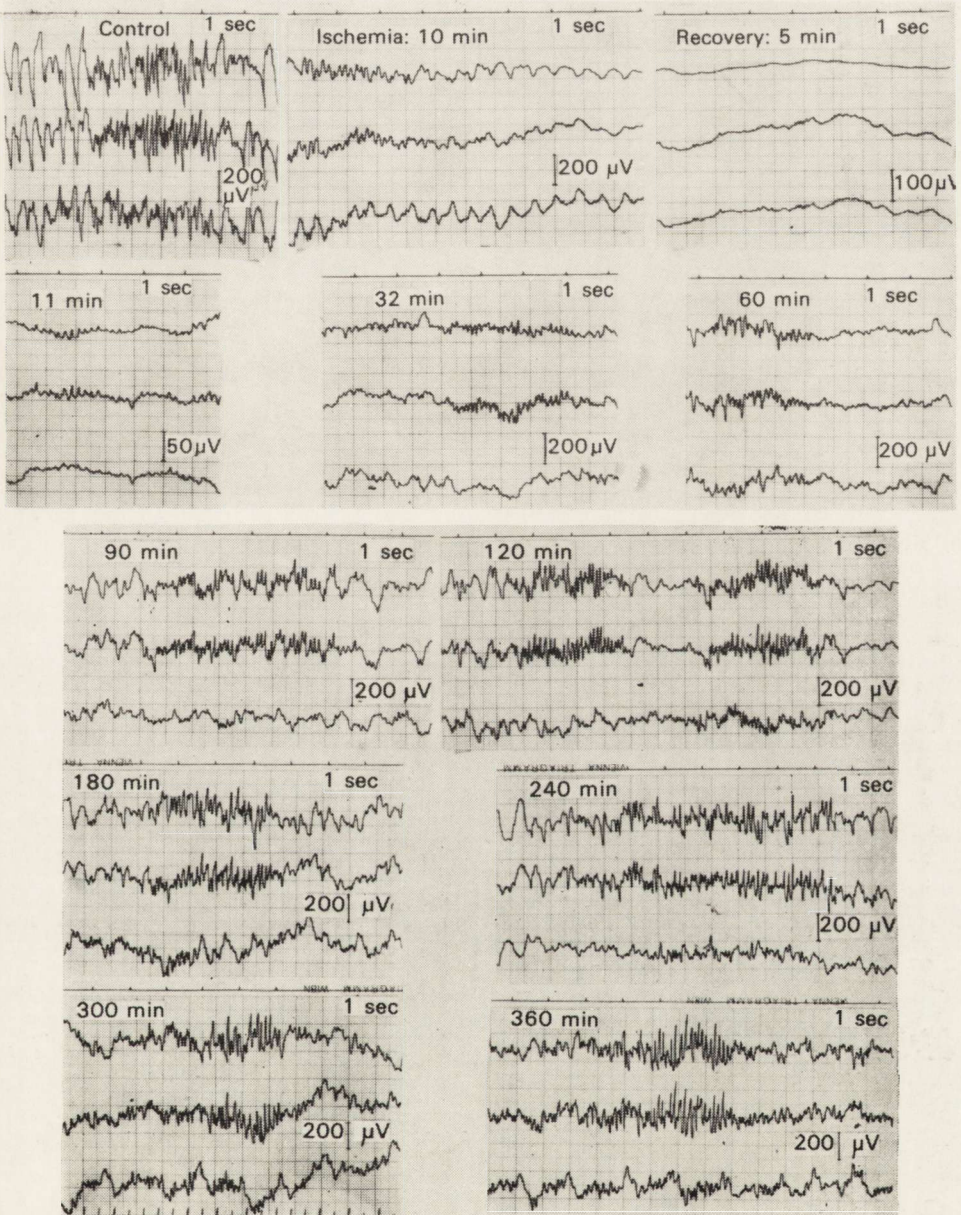 Control 1 sec
200
µV
Ischemia: 10 min 1 sec
200 µV
Recovery: 5 min 1 sec
100µV
11 min 1 sec
50µV
32 min 1 sec
200µV
60 min 1 sec
200 µV
90 min 1 sec
200 µV
120 min 1 sec
200 µV
180 min 1 sec
200 µV
240 min 1 sec
200 µV
300 min 1 sec
200 µV
360 min 1 sec
200 µV